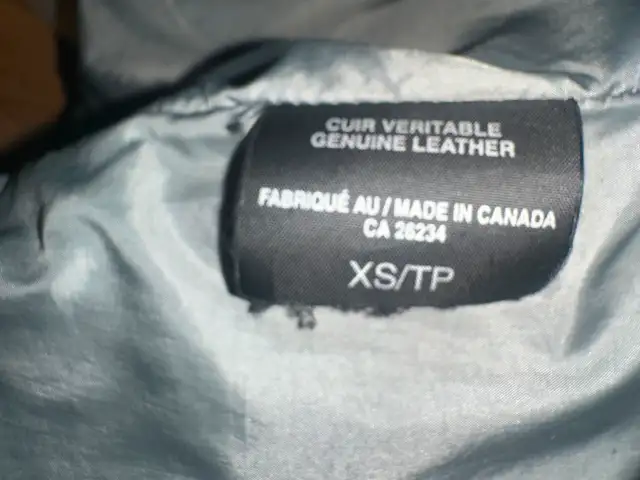 CUIR VERITABLE
GENUINE LEATHER
FABRIQUÉ AU / MADE IN CANADA
CA 26234
XS/TP